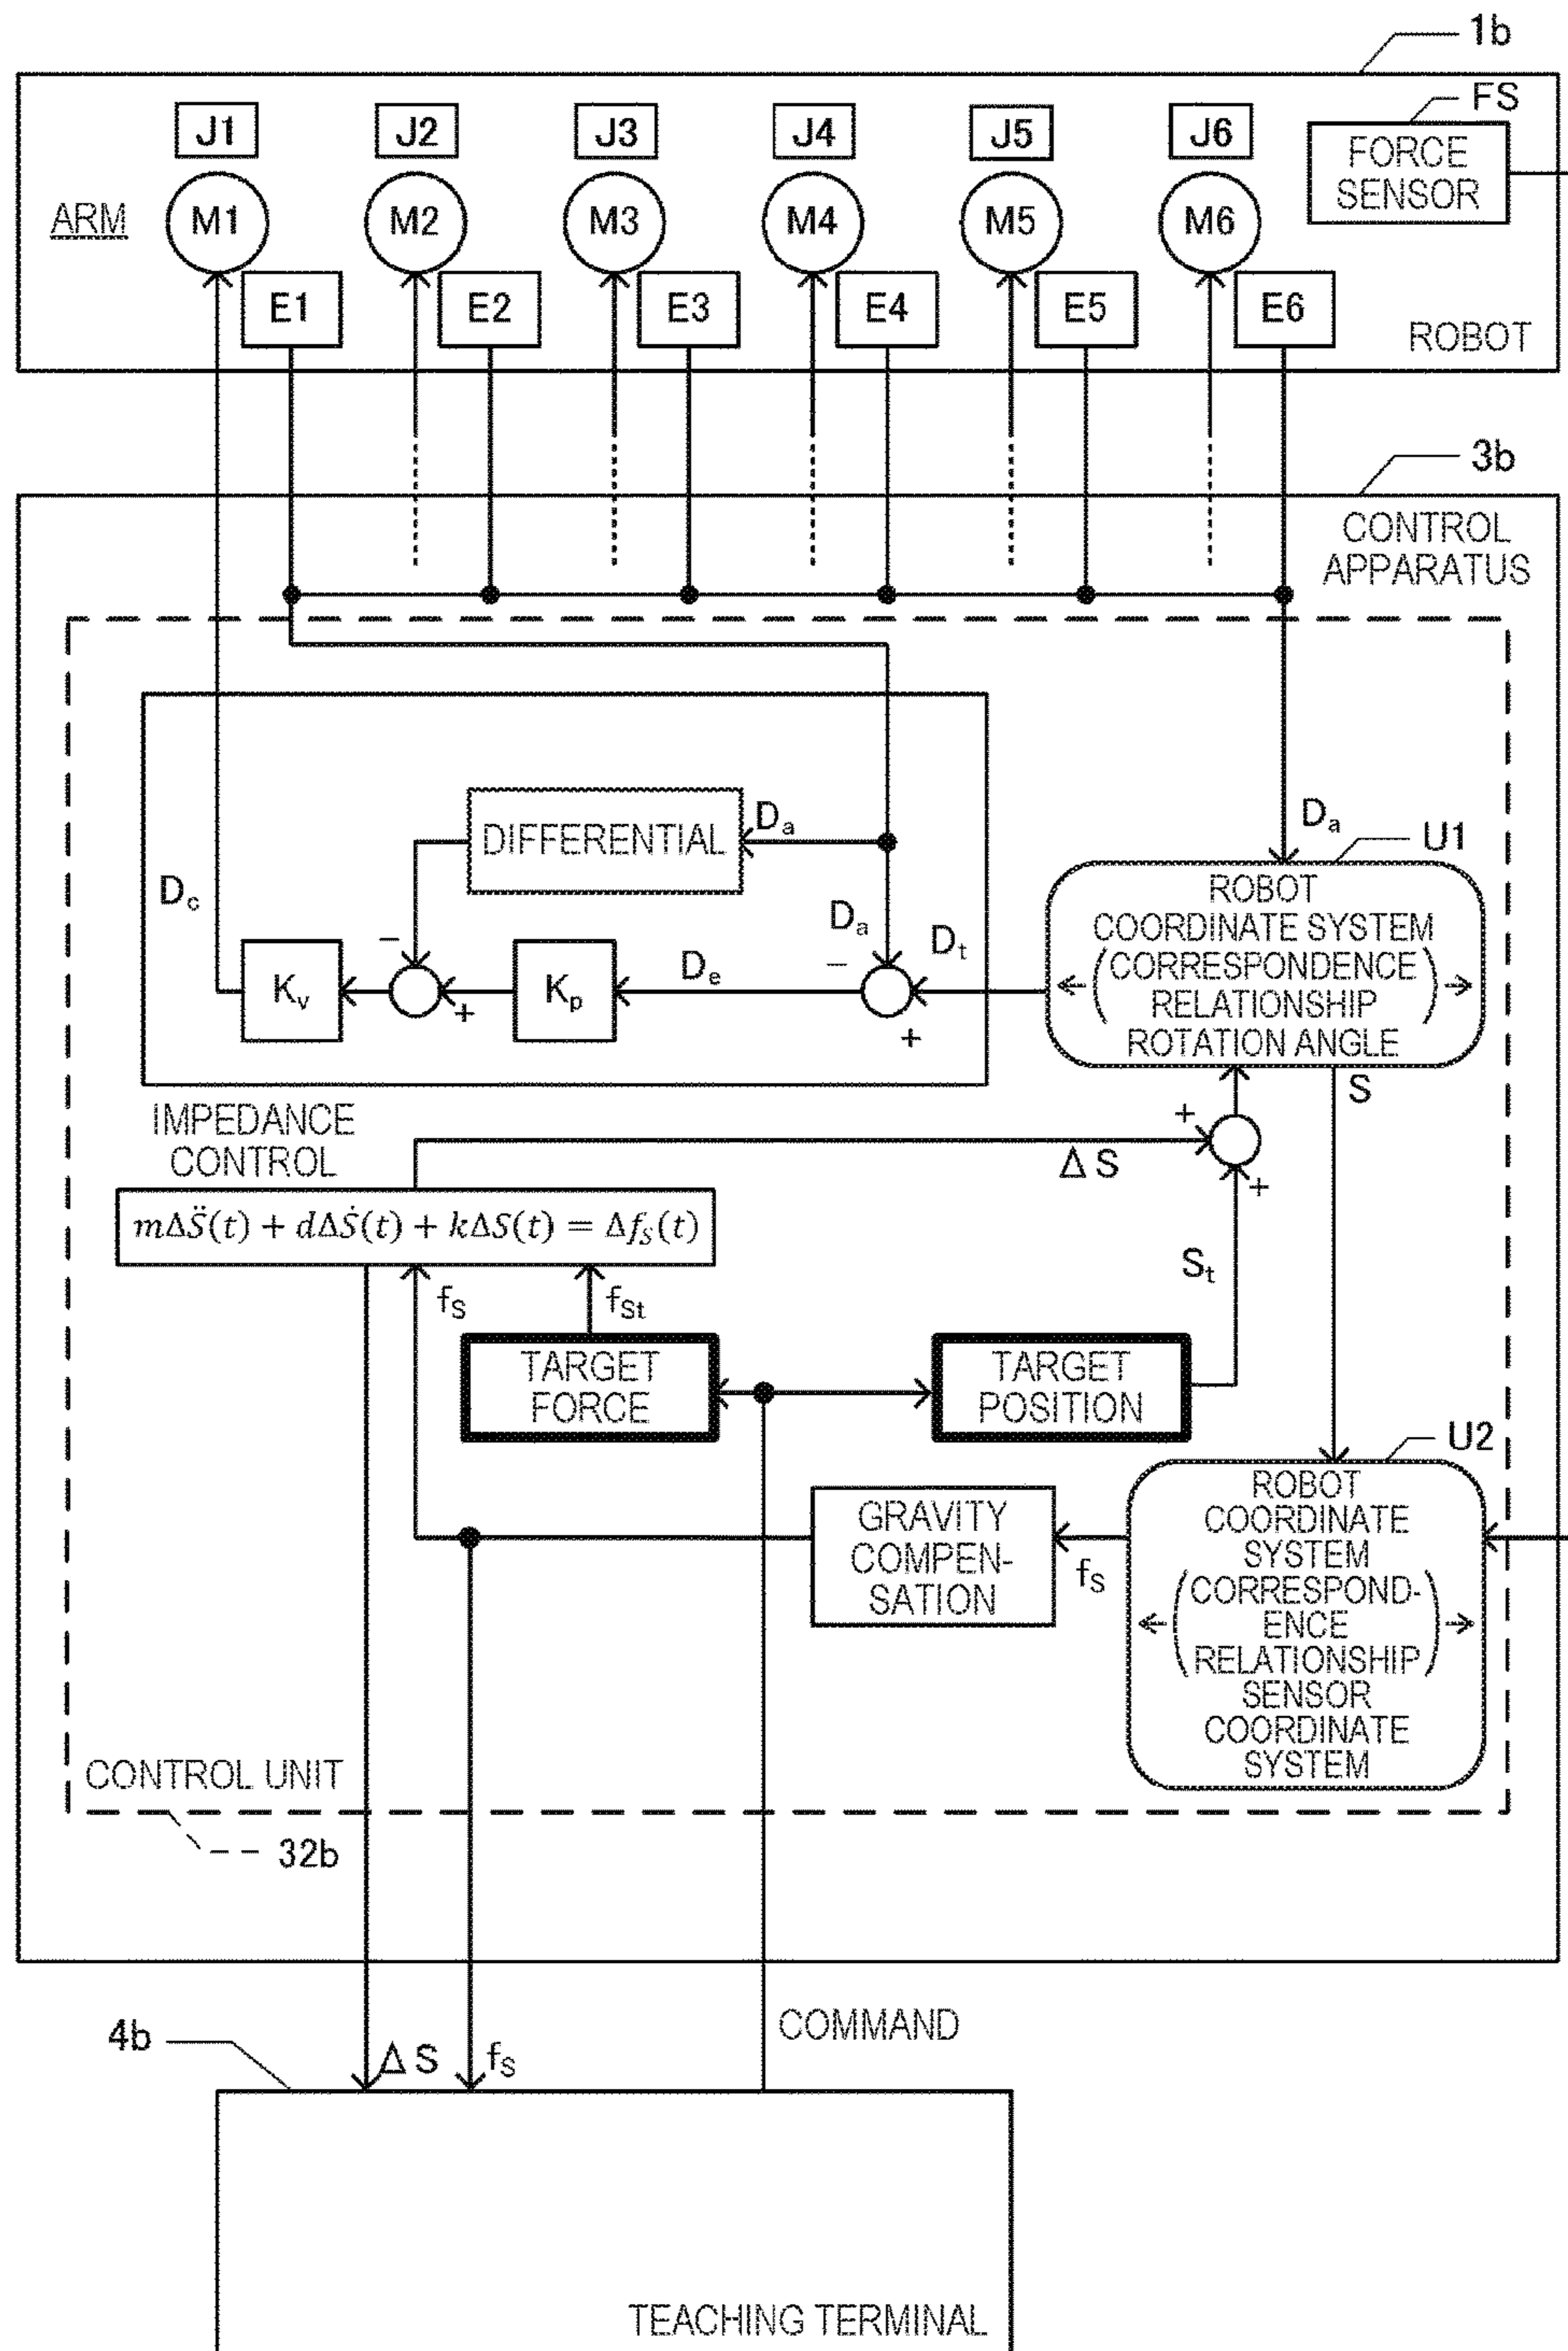 1b
J1 J2 J3 J4 J5 J6
FS
FORCE
SENSOR
ARM
M1 M2 M3 M4 M5 M6
E1 E2 E3 E4 E5 E6
ROBOT
3b
CONTROL
APPARATUS
DIFFERENTIAL
Da
Da
U1
Dc
Da
Dt
De
−
−
+
+
Kv
Kp
ROBOT
COORDINATE SYSTEM
(CORRESPONDENCE
RELATIONSHIP)
ROTATION ANGLE
S
IMPEDANCE
CONTROL
+
ΔS
+
mΔS̈(t) + dΔṠ(t) + kΔS(t) = ΔfS(t)
St
fS
fSt
TARGET
FORCE
TARGET
POSITION
U2
GRAVITY
COMPEN-
SATION
fS
ROBOT
COORDINATE
SYSTEM
(CORRESPOND-
ENCE
RELATIONSHIP)
SENSOR
COORDINATE
SYSTEM
CONTROL UNIT
32b
COMMAND
4b
ΔS
fS
TEACHING TERMINAL